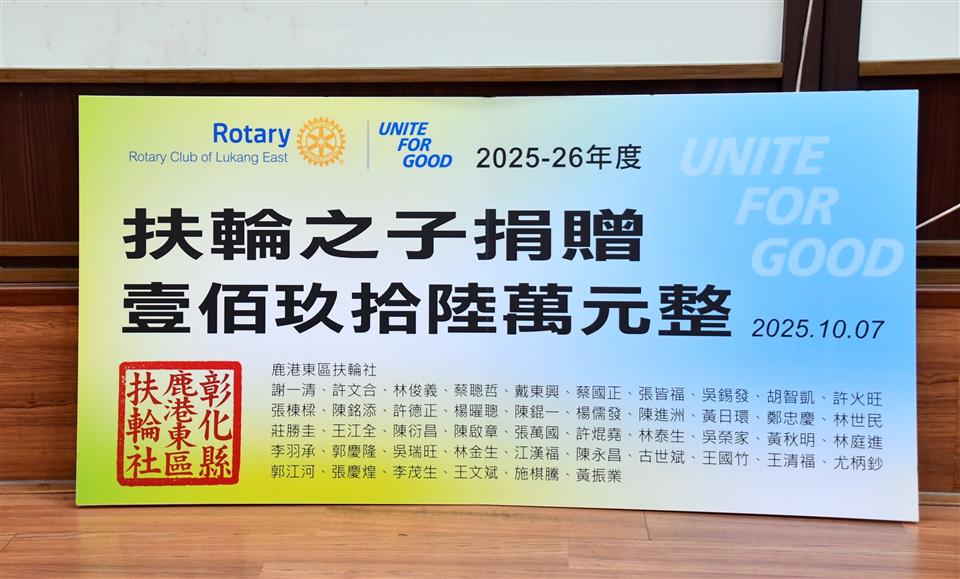 Rotary
Rotary Club of Lukang East
UNITE
FOR
GOOD
2025-26年度
UNITE
FOR
GOOD
扶輪之子捐贈
壹佰玖拾陸萬元整
2025.10.07
彰化縣
鹿港東區
扶輪社
鹿港東區扶輪社
謝一清、許文合、林俊義、蔡聰哲、戴東興、蔡國正、張皆福、吳錫發、胡智凱、許火旺
張棟樑、陳銘添、許德正、楊曜聰、陳錕一、楊儒發、陳進洲、黃日環、鄭忠慶、林世民
莊勝圭、王江全、陳衍昌、陳啟章、張萬國、許焜堯、林泰生、吳榮家、黃秋明、林庭進
李羽承、郭慶隆、吳瑞旺、林金生、江漢福、陳永昌、古世斌、王國竹、王清福、尤柄鈔
郭江河、張慶煌、李茂生、王文斌、施棋騰、黃振業